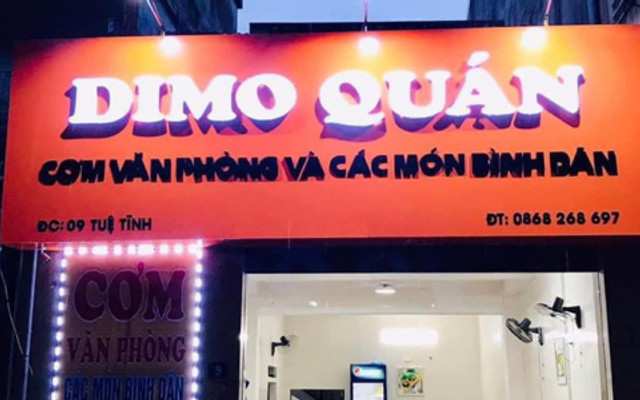 DIMO QUÁN
CƠM VĂN PHÒNG VÀ CÁC MÓN BÌNH DÂN
ĐC: 09 TUỆ TĨNH
ĐT: 0868 268 697
CƠM
VĂN PHÒNG
CÁC MÓN BÌNH DÂN